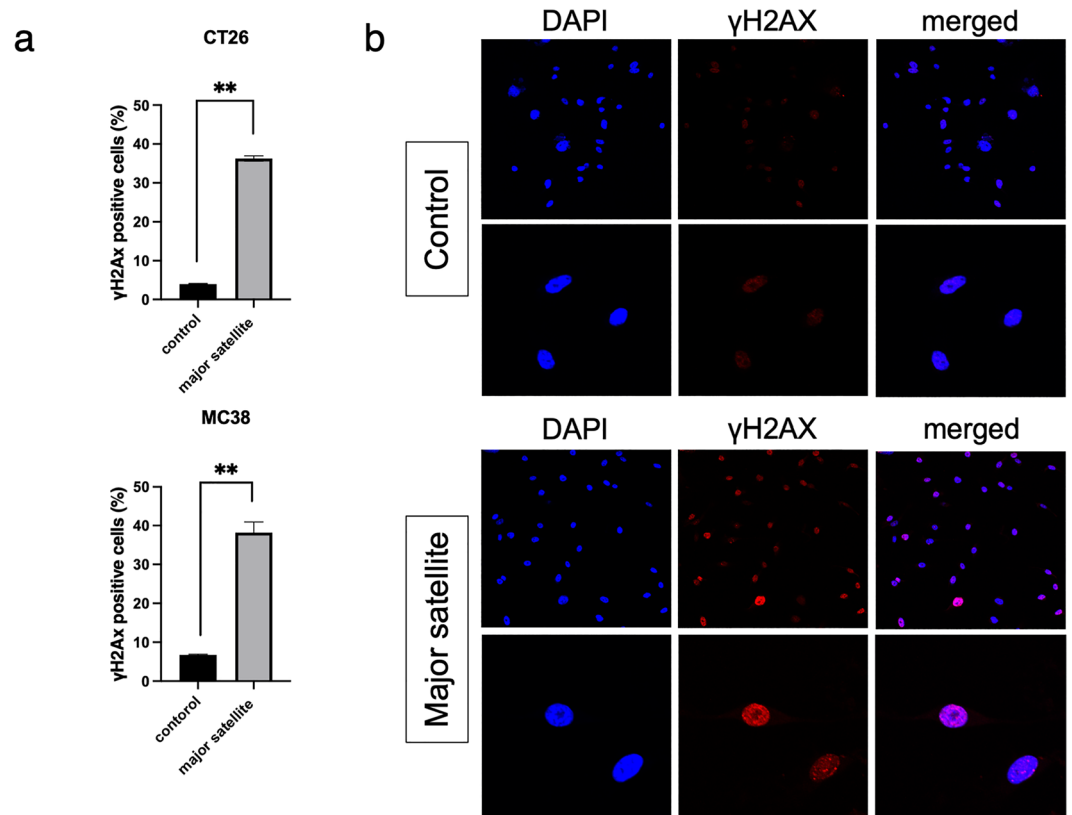 a
CT26
**
γH2Ax positive cells (%)
50
40
30
20
10
0
control
major satellite
MC38
**
γH2Ax positive cells (%)
50
40
30
20
10
0
contorol
major satellite
b
DAPI γH2AX merged
Control
DAPI γH2AX merged
Major satellite